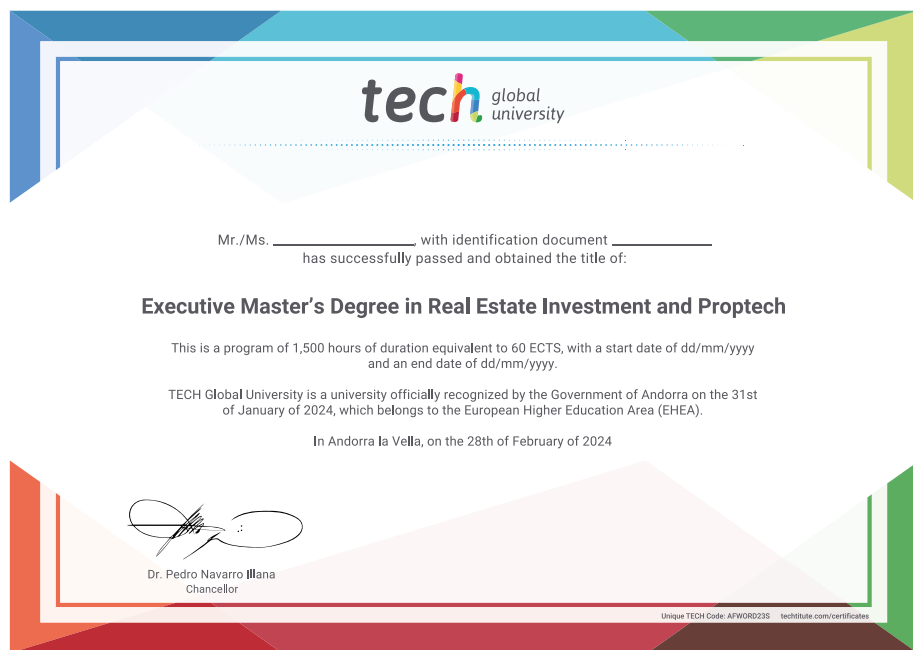 tech global university
Mr./Ms. ____________, with identification document ____________
has successfully passed and obtained the title of:
Executive Master’s Degree in Real Estate Investment and Proptech
This is a program of 1,500 hours of duration equivalent to 60 ECTS, with a start date of dd/mm/yyyy
and an end date of dd/mm/yyyy.
TECH Global University is a university officially recognized by the Government of Andorra on the 31st
of January of 2024, which belongs to the European Higher Education Area (EHEA).
In Andorra la Vella, on the 28th of February of 2024
Dr. Pedro Navarro Illana
Chancellor
Unique TECH Code: AFWORD23S techtitute.com/certificates